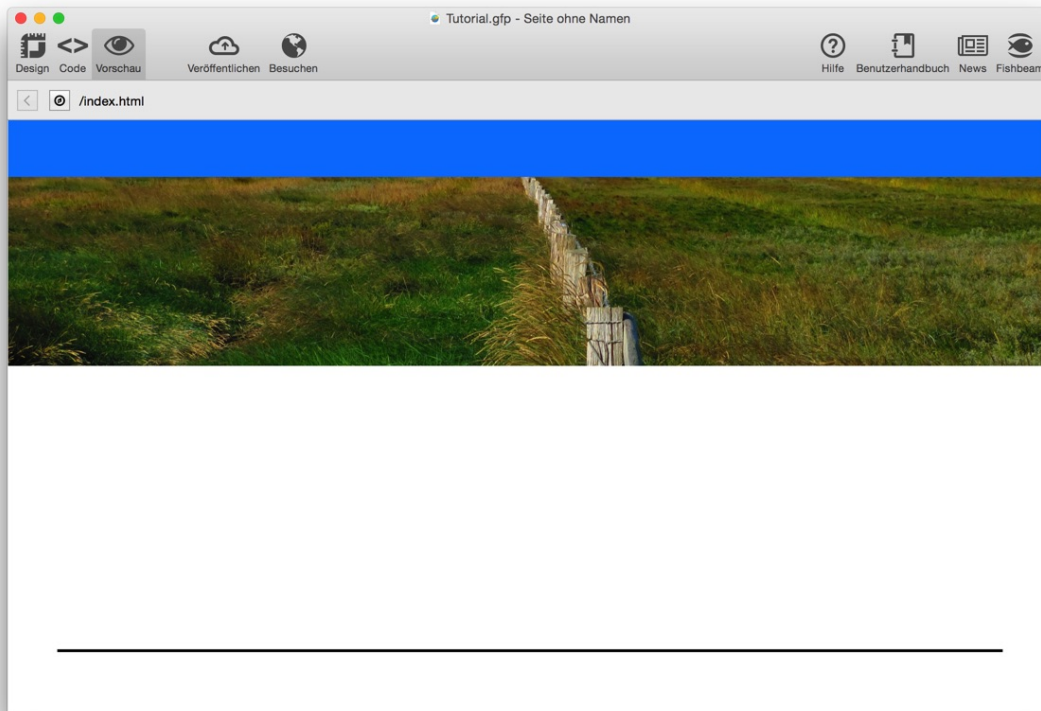 Tutorial.gfp - Seite ohne Namen
Design Code Vorschau Veröffentlichen Besuchen Hilfe Benutzerhandbuch News Fishbeam
/index.html